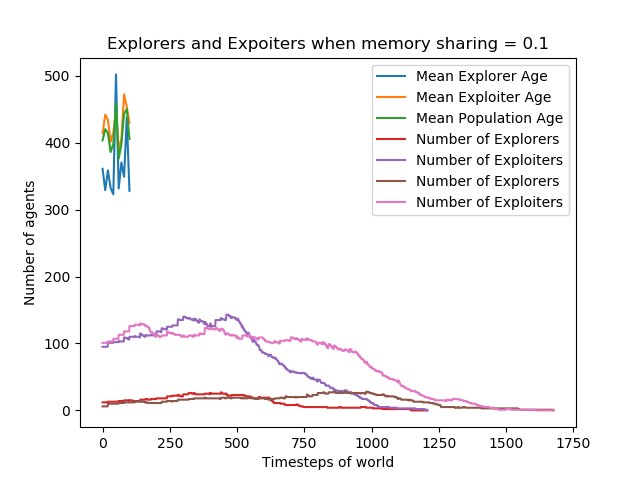 Explorers and Expoiters when memory sharing = 0.1
500
400
300
200
100
0
Number of agents
Mean Explorer Age
Mean Exploiter Age
Mean Population Age
Number of Explorers
Number of Exploiters
Number of Explorers
Number of Exploiters
0 250 500 750 1000 1250 1500 1750
Timesteps of world